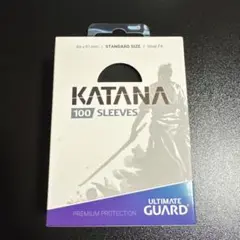 STANDARD SIZE
KATANA
100 SLEEVES
PREMIUM PROTECTION
ULTIMATE
GUARD